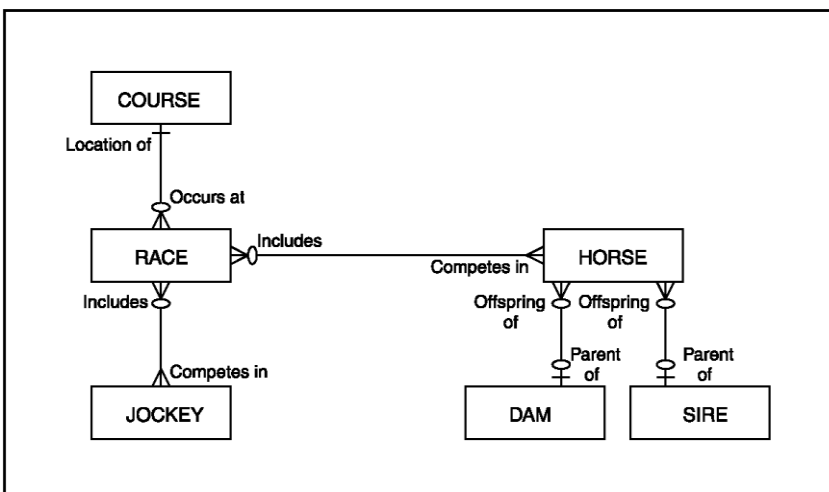 COURSE
Location of
Occurs at
RACE
Includes
Competes in
HORSE
Includes
Offspring
of
Offspring
of
Competes in
Parent
of
Parent
of
JOCKEY
DAM
SIRE